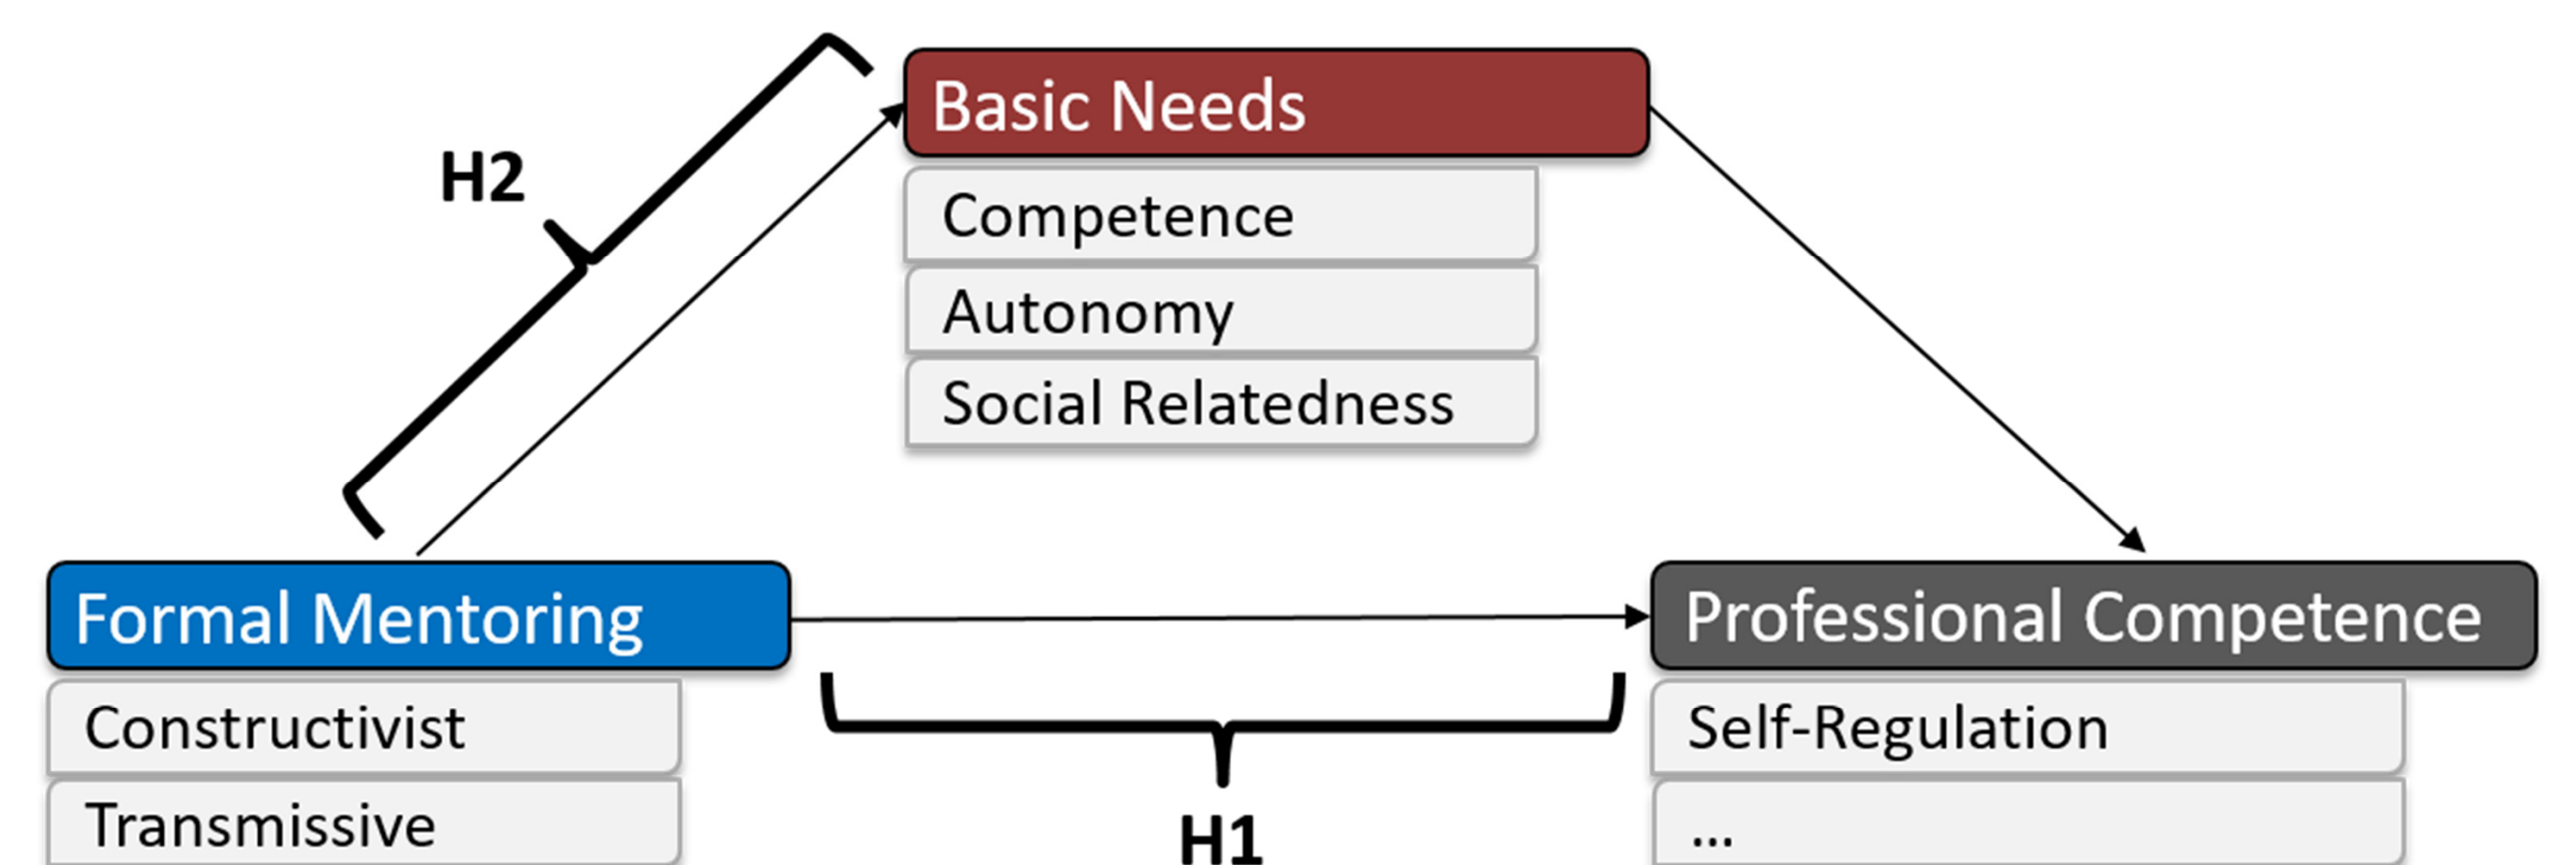 Basic Needs
H2
Competence
Autonomy
Social Relatedness
Formal Mentoring
Professional Competence
Constructivist
Self-Regulation
Transmissive
...
H1